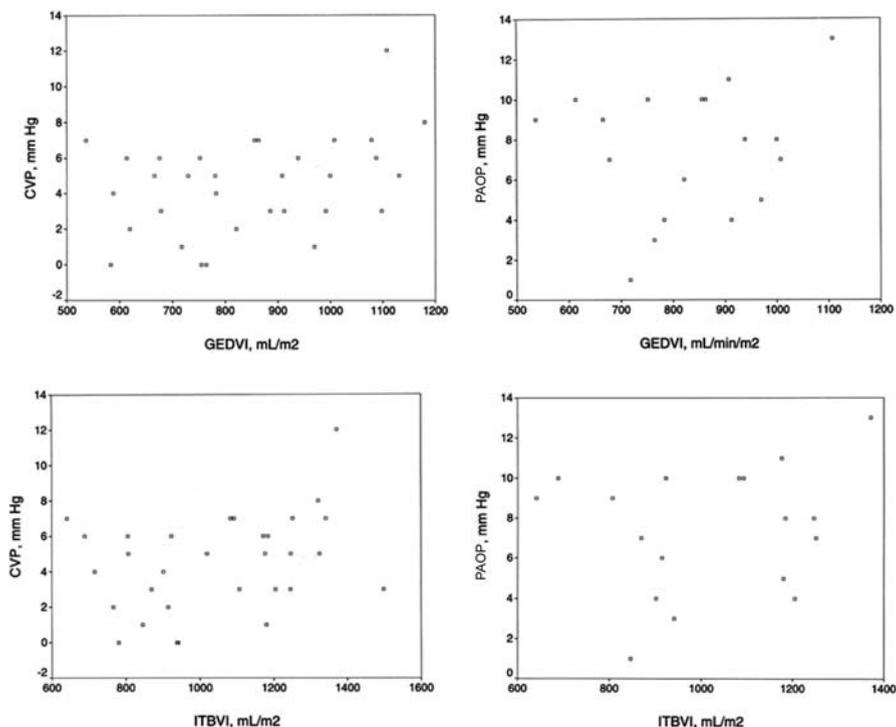 CVP, mm Hg
14
12
10
8
6
4
2
0
-2
500 600 700 800 900 1000 1100 1200
GEDVI, mL/m2
PAOP, mm Hg
14
12
10
8
6
4
2
0
500 600 700 800 900 1000 1100 1200
GEDVI, mL/min/m2
CVP, mm Hg
14
12
10
8
6
4
2
0
-2
600 800 1000 1200 1400 1600
ITBVI, mL/m2
PAOP, mm Hg
14
12
10
8
6
4
2
0
600 800 1000 1200 1400
ITBVI, mL/m2